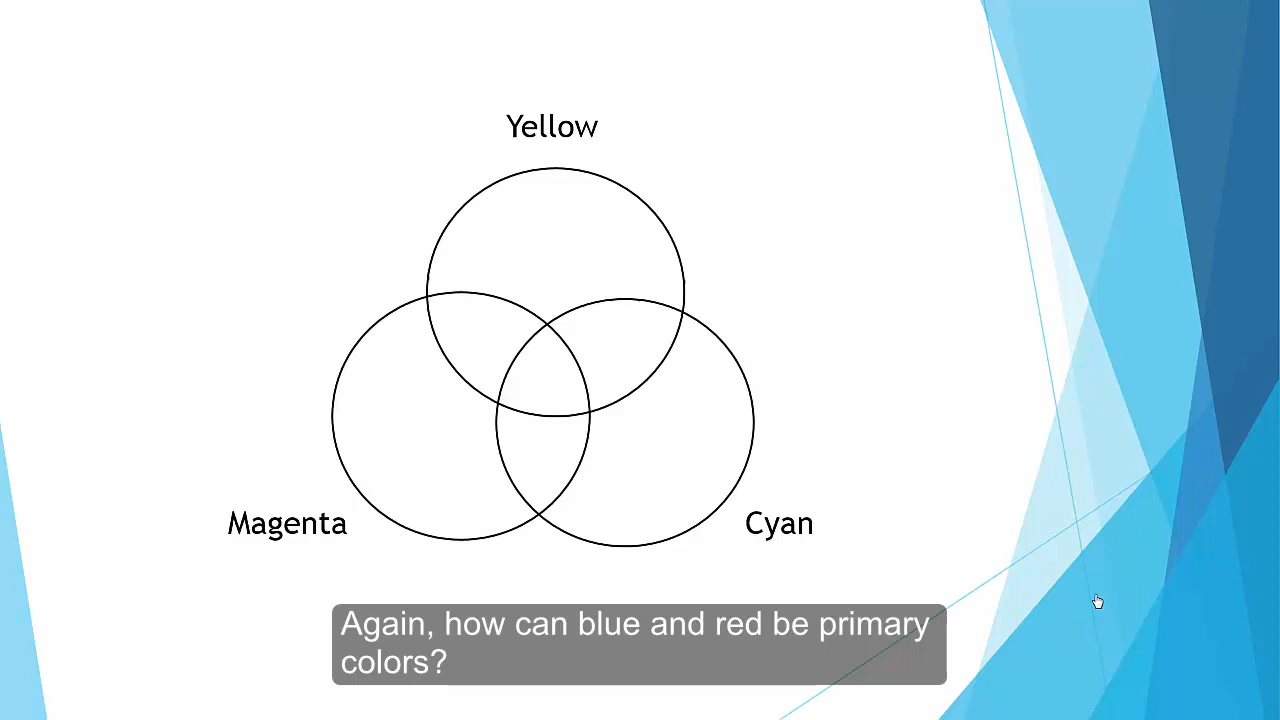 Yellow
Magenta
Cyan
Again, how can blue and red be primary
colors?